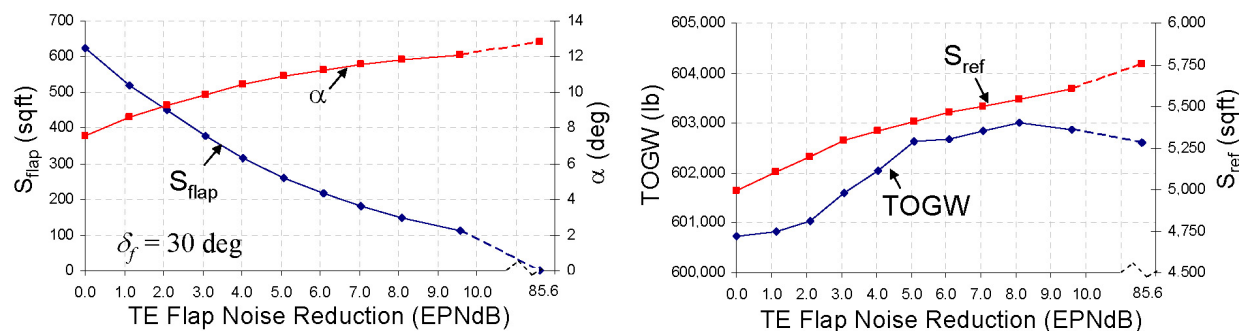 700
600
500
400
300
200
100
0
S_flap (sqft)
14
12
10
8
6
4
2
0
α (deg)
α
S_flap
δ_f = 30 deg
0.0 1.0 2.0 3.0 4.0 5.0 6.0 7.0 8.0 9.0 10.0 85.6
TE Flap Noise Reduction (EPNdB)
605,000
604,000
603,000
602,000
601,000
600,000
TOGW (lb)
6,000
5,750
5,500
5,250
5,000
4,750
4.500
S_ref (sqft)
S_ref
TOGW
0.0 1.0 2.0 3.0 4.0 5.0 6.0 7.0 8.0 9.0 10.0 85.6
TE Flap Noise Reduction (EPNdB)